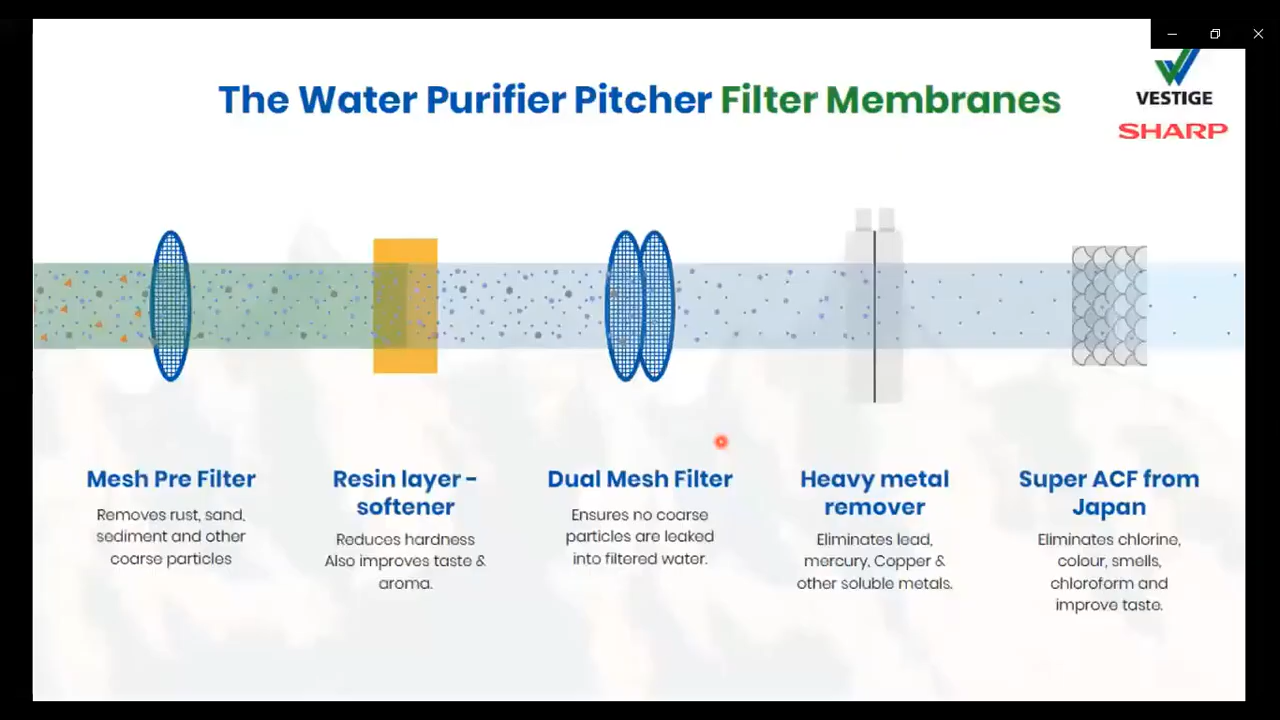 The Water Purifier Pitcher Filter Membranes
VESTIGE
SHARP
Mesh Pre Filter
Removes rust, sand,
sediment and other
coarse particles
Resin layer -
softener
Reduces hardness
Also improves taste &
aroma.
Dual Mesh Filter
Ensures no coarse
particles are leaked
into filtered water.
Heavy metal
remover
Eliminates lead,
mercury, Copper &
other soluble metals.
Super ACF from
Japan
Eliminates chlorine,
colour, smells,
chloroform and
improve taste.